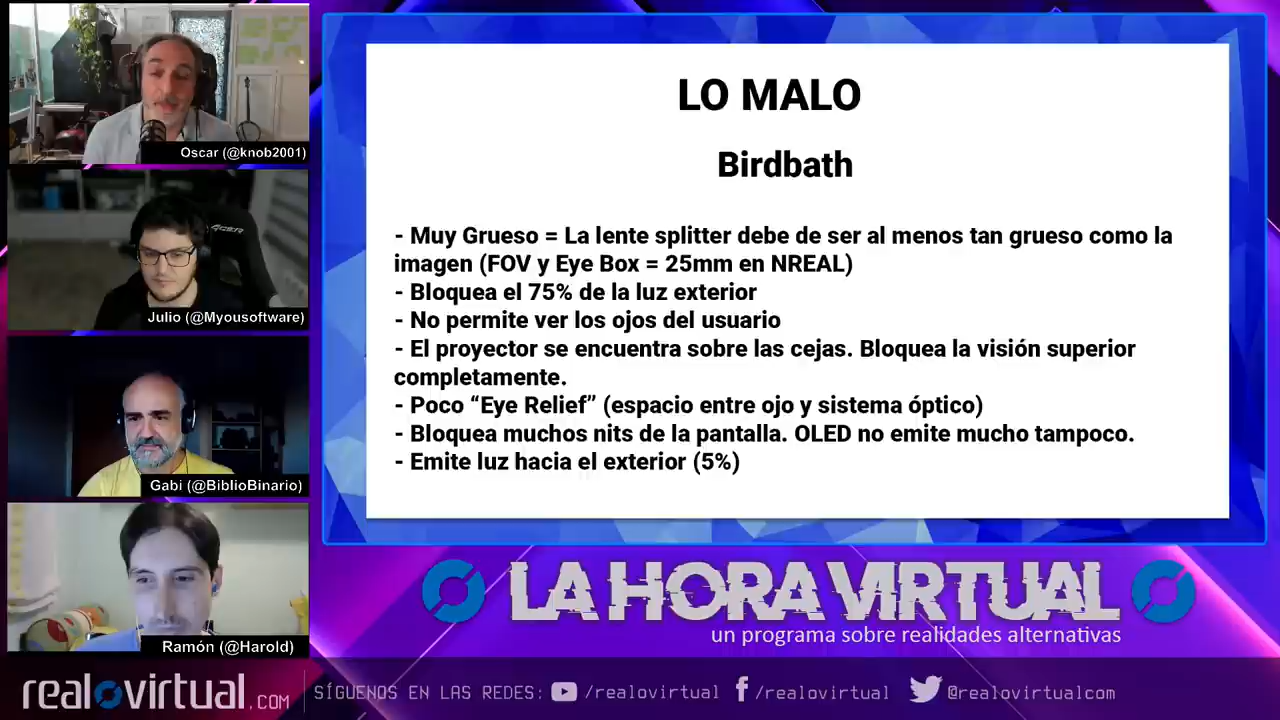 Oscar (@knob2001)
Julio (@Myousoftware)
Gabi (@BiblioBinario)
Ramón (@Harold)
LO MALO
Birdbath
- Muy Grueso = La lente splitter debe de ser al menos tan grueso como la
imagen (FOV y Eye Box = 25mm en NREAL)
- Bloquea el 75% de la luz exterior
- No permite ver los ojos del usuario
- El proyector se encuentra sobre las cejas. Bloquea la visión superior
completamente.
- Poco “Eye Relief” (espacio entre ojo y sistema óptico)
- Bloquea muchos nits de la pantalla. OLED no emite mucho tampoco.
- Emite luz hacia el exterior (5%)
LA HORA VIRTUAL
un programa sobre realidades alternativas
realovirtual.COM
SÍGUENOS EN LAS REDES: /realovirtual /realovirtual @realovirtualcom